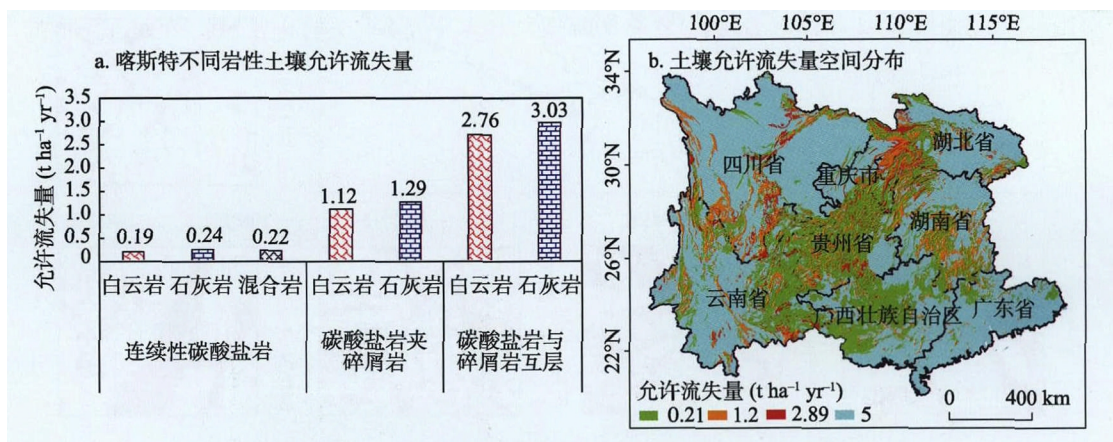 a. 喀斯特不同岩性土壤允许流失量
允许流失量 (t ha⁻¹ yr⁻¹)
3.5
3.0
2.5
2.0
1.5
1.0
0.5
0
0.19
0.24
0.22
1.12
1.29
2.76
3.03
白云岩 石灰岩 混合岩 白云岩 石灰岩 白云岩 石灰岩
连续性碳酸盐岩
碳酸盐岩夹
碎屑岩
碳酸盐岩与
碎屑岩互层
100°E 105°E 110°E 115°E
b. 土壤允许流失量空间分布
34°N
30°N
26°N
22°N
四川省
重庆市
湖北省
贵州省
湖南省
云南省
广西壮族自治区
广东省
允许流失量 (t ha⁻¹ yr⁻¹)
0.21 1.2 2.89 5
0 400 km